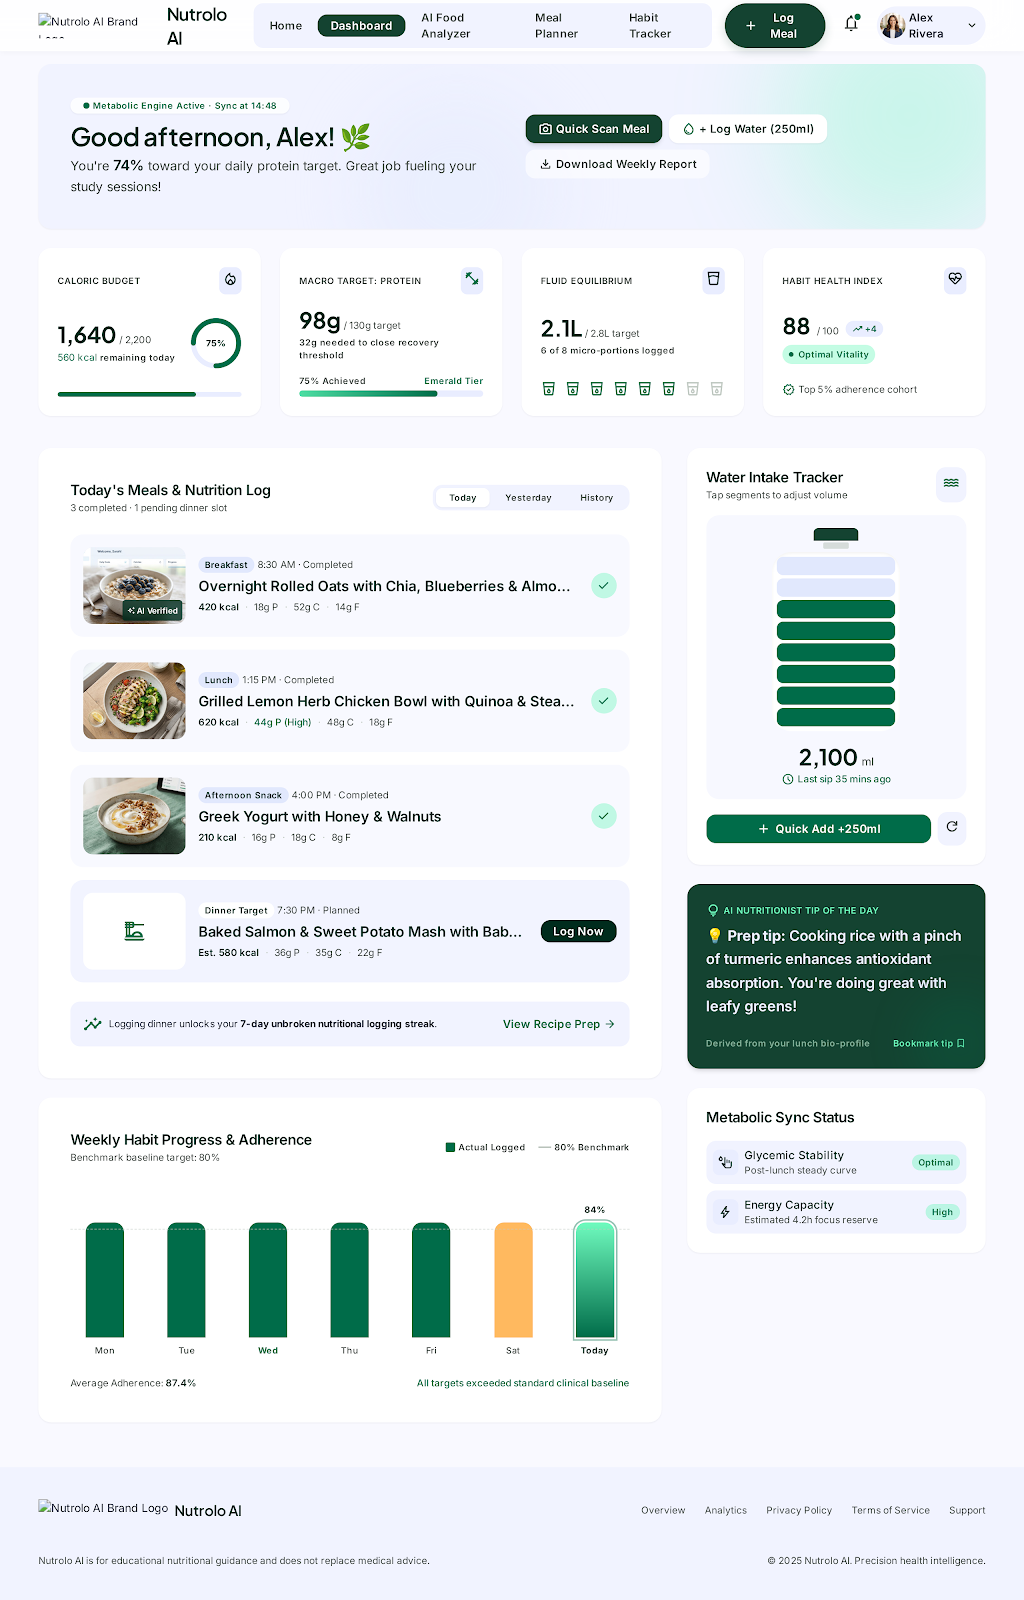 Nutrolo AI Brand
Nutrolo
AI
Home
Dashboard
AI Food
Analyzer
Meal
Planner
Habit
Tracker
Log
Meal
Alex
Rivera
Metabolic Engine Active · Sync at 14:48
Good afternoon, Alex! 🌿
You're 74% toward your daily protein target. Great job fueling your
study sessions!
Quick Scan Meal
+ Log Water (250ml)
Download Weekly Report
CALORIC BUDGET
1,640 / 2,200
560 kcal remaining today
75%
MACRO TARGET: PROTEIN
98g / 130g target
32g needed to close recovery
threshold
75% Achieved
Emerald Tier
FLUID EQUILIBRIUM
2.1L / 2.8L target
6 of 8 micro-portions logged
HABIT HEALTH INDEX
88 / 100
+4
Optimal Vitality
Top 5% adherence cohort
Today's Meals & Nutrition Log
3 completed · 1 pending dinner slot
Today
Yesterday
History
AI Verified
Breakfast 8:30 AM · Completed
Overnight Rolled Oats with Chia, Blueberries & Almo...
420 kcal · 18g P · 52g C · 14g F
Lunch 1:15 PM · Completed
Grilled Lemon Herb Chicken Bowl with Quinoa & Stea...
620 kcal · 44g P (High) · 48g C · 18g F
Afternoon Snack 4:00 PM · Completed
Greek Yogurt with Honey & Walnuts
210 kcal · 16g P · 18g C · 8g F
Dinner Target 7:30 PM · Planned
Baked Salmon & Sweet Potato Mash with Bab...
Est. 580 kcal · 36g P · 35g C · 22g F
Log Now
Logging dinner unlocks your 7-day unbroken nutritional logging streak.
View Recipe Prep →
Water Intake Tracker
Tap segments to adjust volume
2,100 ml
Last sip 35 mins ago
+ Quick Add +250ml
AI NUTRITIONIST TIP OF THE DAY
💡 Prep tip: Cooking rice with a pinch
of turmeric enhances antioxidant
absorption. You're doing great with
leafy greens!
Derived from your lunch bio-profile
Bookmark tip
Metabolic Sync Status
Glycemic Stability
Post-lunch steady curve
Optimal
Energy Capacity
Estimated 4.2h focus reserve
High
Weekly Habit Progress & Adherence
Benchmark baseline target: 80%
Actual Logged
80% Benchmark
84%
Mon
Tue
Wed
Thu
Fri
Sat
Today
Average Adherence: 87.4%
All targets exceeded standard clinical baseline
Nutrolo AI Brand Logo
Nutrolo AI
Overview
Analytics
Privacy Policy
Terms of Service
Support
Nutrolo AI is for educational nutritional guidance and does not replace medical advice.
© 2025 Nutrolo AI. Precision health intelligence.